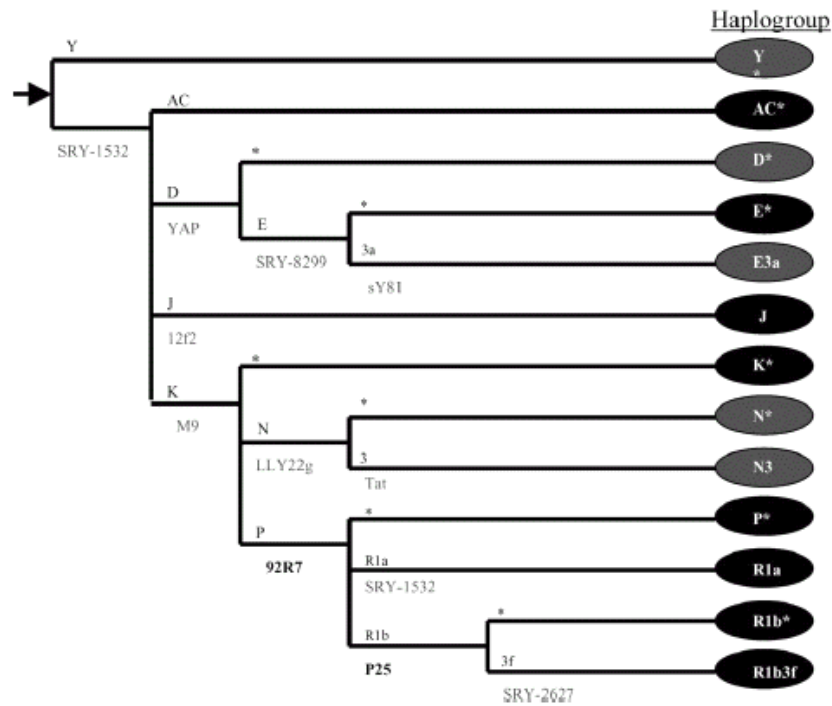 Haplogroup
Y
Y
*
AC
AC*
SRY-1532
*
D*
D
YAP
*
E*
E
SRY-8299
3a
E3a
sY81
J
J
12f2
*
K*
K
M9
*
N*
N
LLY22g
3
N3
Tat
*
P*
P
92R7
R1a
R1a
SRY-1532
*
R1b*
R1b
P25
3f
R1b3f
SRY-2627